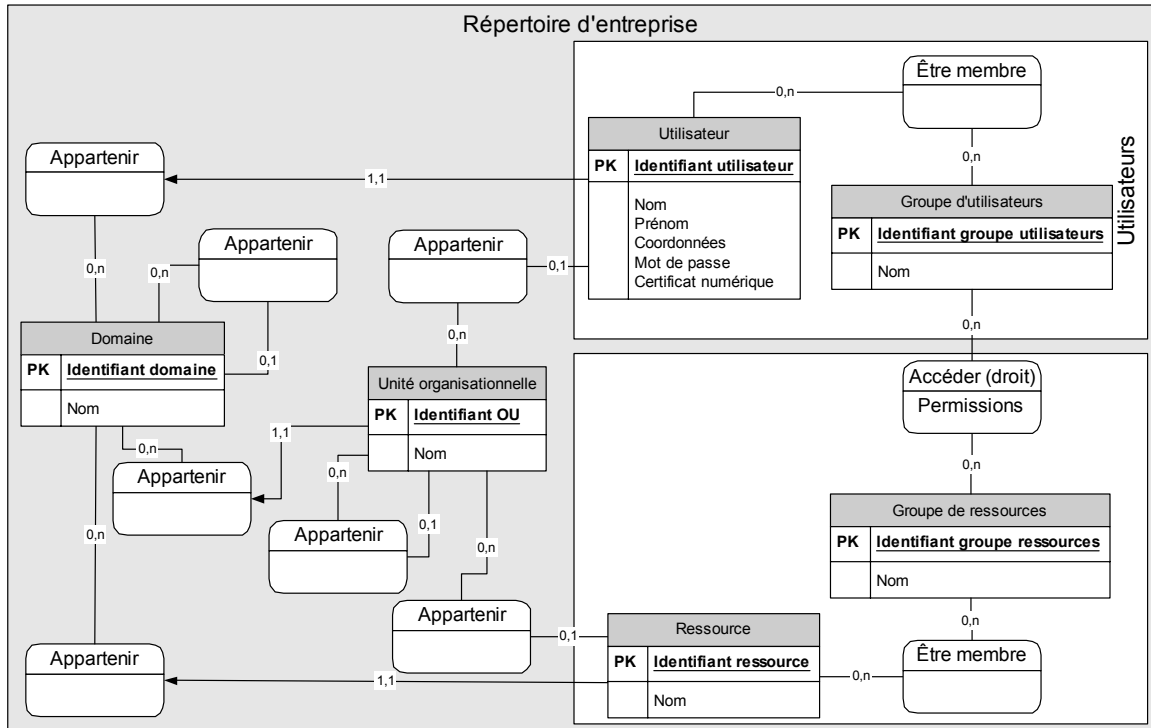 Répertoire d'entreprise
Être membre
0,n
Utilisateur
PK Identifiant utilisateur
Nom
Prénom
Coordonnées
Mot de passe
Certificat numérique
0,n
Utilisateurs
Groupe d'utilisateurs
PK Identifiant groupe utilisateurs
Nom
Appartenir
1,1
0,n
Appartenir
0,n
0,1
Appartenir
0,1
0,n
Domaine
PK Identifiant domaine
Nom
0,n
Accéder (droit)
Permissions
Unité organisationnelle
PK Identifiant OU
Nom
1,1
0,n
Appartenir
0,n
0,1
Appartenir
0,n
0,n
Groupe de ressources
PK Identifiant groupe ressources
Nom
0,n
Appartenir
0,1
Ressource
PK Identifiant ressource
Nom
0,n
0,n
Être membre
Appartenir
1,1